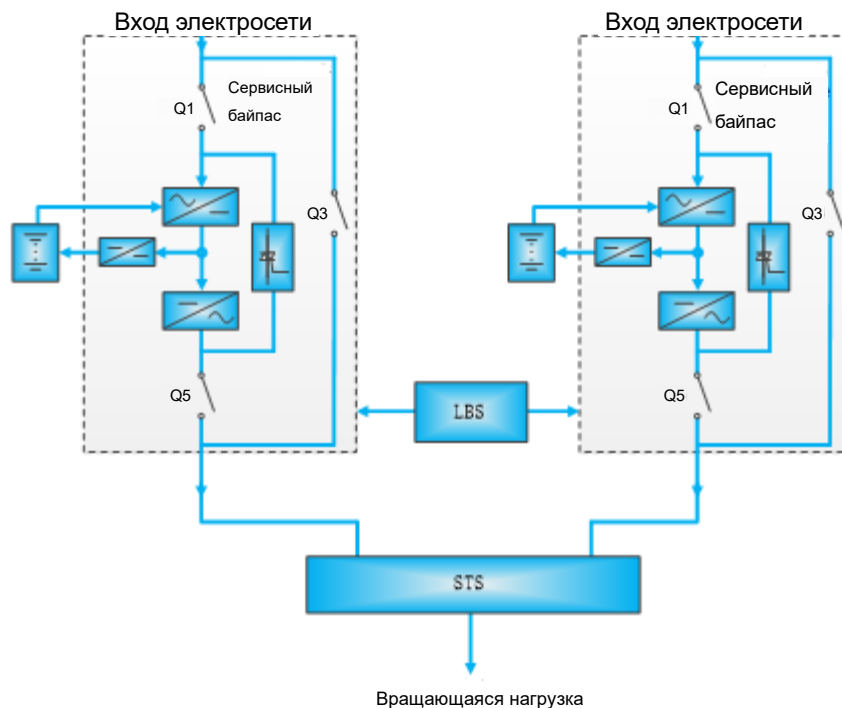 Вход электросети
Вход электросети
Сервисный
байпас
Q1
Q3
Q5
Сервисный
байпас
Q1
Q3
Q5
LBS
STS
Вращающаяся нагрузка